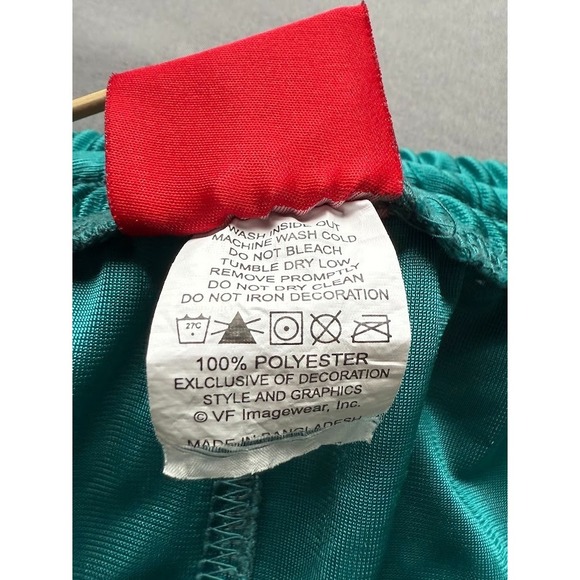 WASH INSIDE OUT
MACHINE WASH COLD
DO NOT BLEACH
TUMBLE DRY LOW
REMOVE PROMPTLY
DO NOT DRY CLEAN
DO NOT IRON DECORATION
27C
100% POLYESTER
EXLCLUSIVE OF DECORATION
STYLE AND GRAPHICS
© VF Imagewear, Inc.
MADE IN BANGLADESH